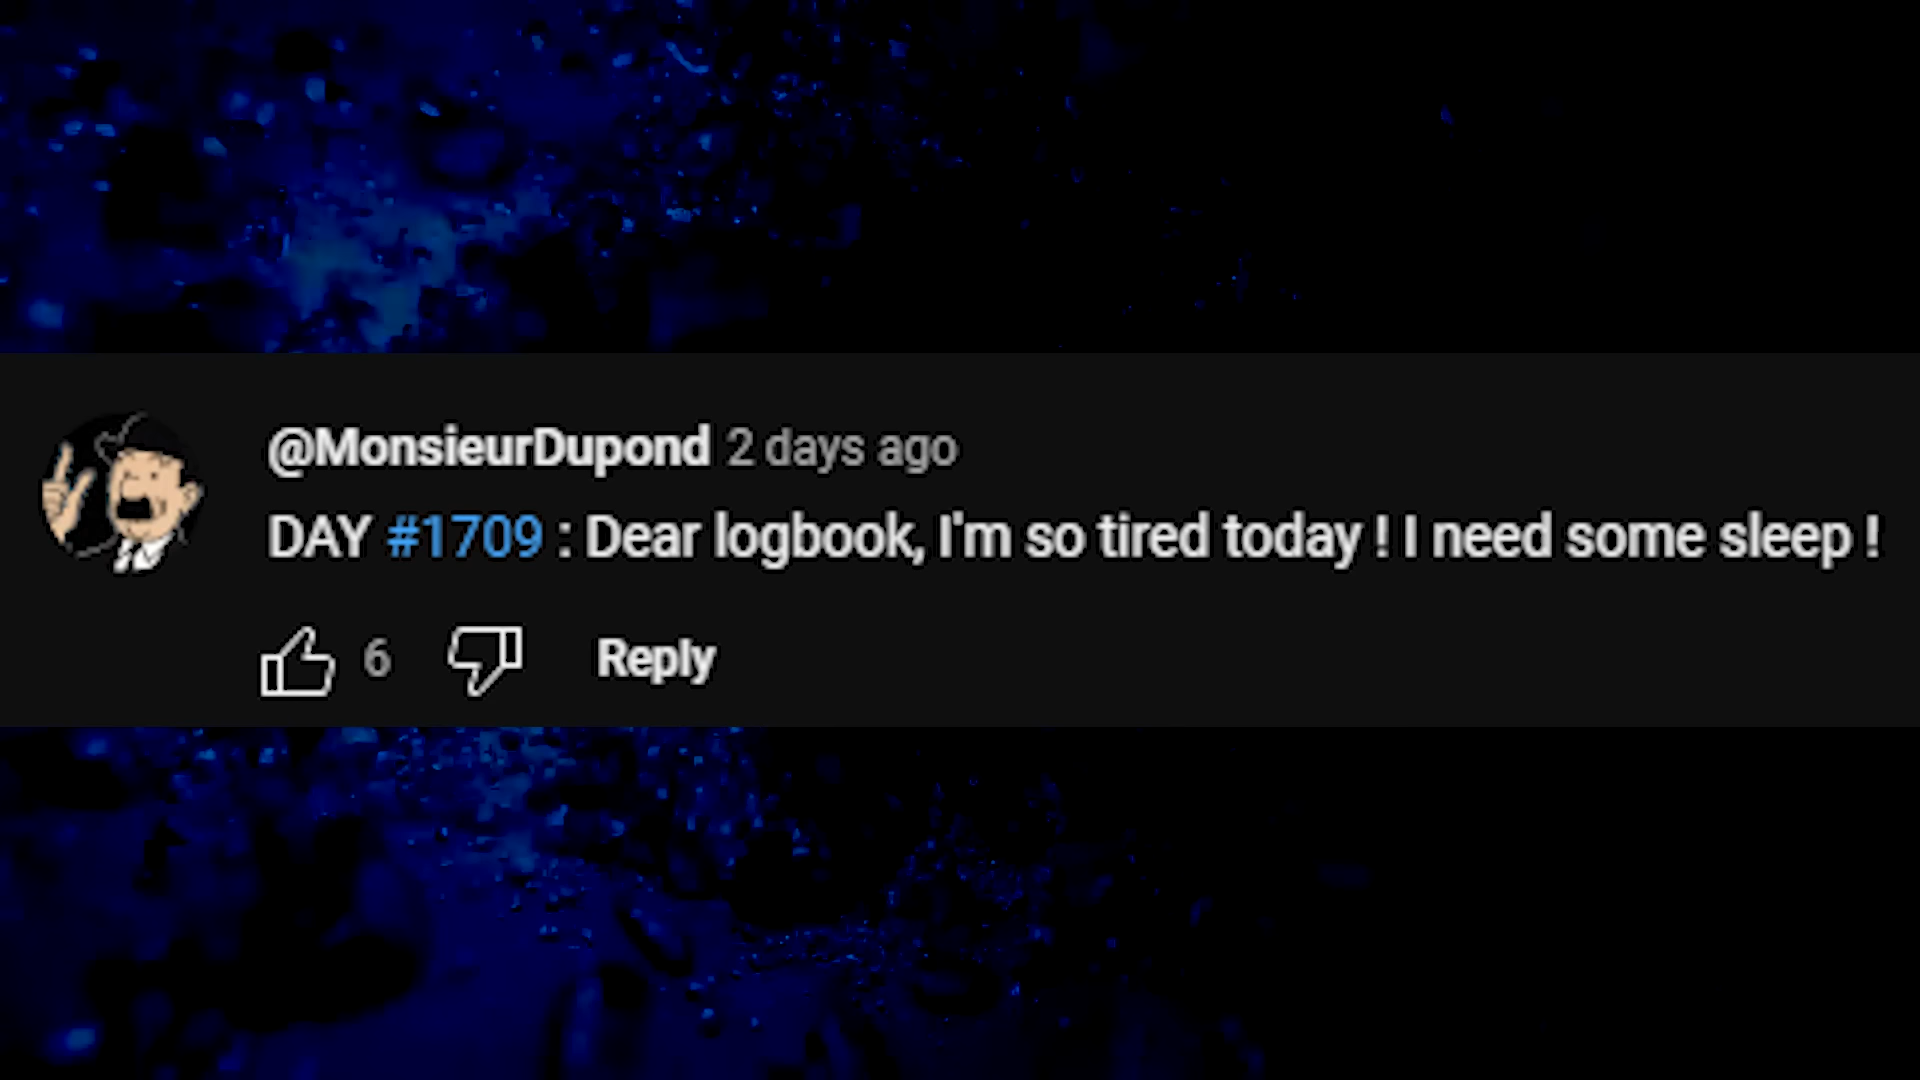 @MonsieurDupond 2 days ago
DAY #1709 : Dear logbook, I'm so tired today ! I need some sleep !
6 Reply